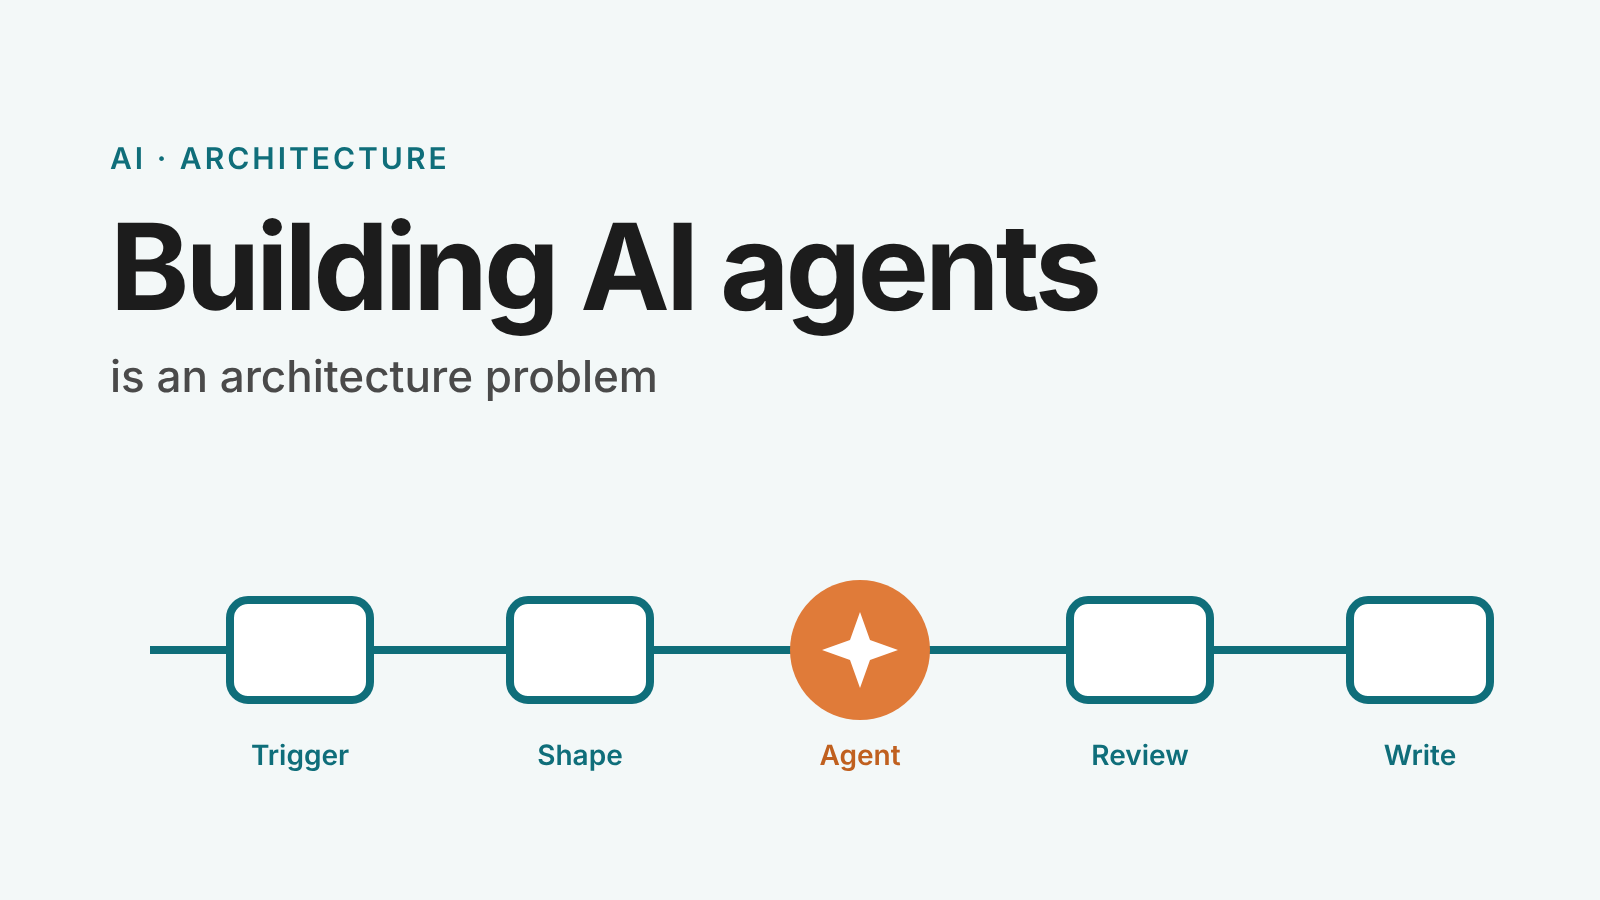 AI · ARCHITECTURE
Building AI agents
is an architecture problem
Trigger
Shape
Agent
Review
Write